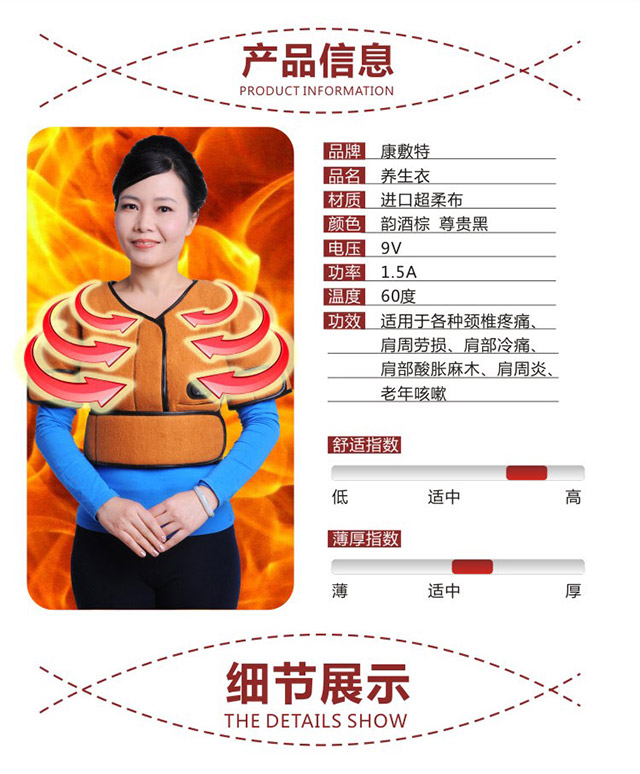 产品信息
PRODUCT INFORMATION
品牌 康敷特
品名 养生衣
材质 进口超柔布
颜色 韵酒棕 尊贵黑
电压 9V
功率 1.5A
温度 60度
功效 适用于各种颈椎疼痛、
肩周劳损、肩部冷痛、
肩部酸胀麻木、肩周炎、
老年咳嗽
舒适指数
低 适中 高
薄厚指数
薄 适中 厚
细节展示
THE DETAILS SHOW